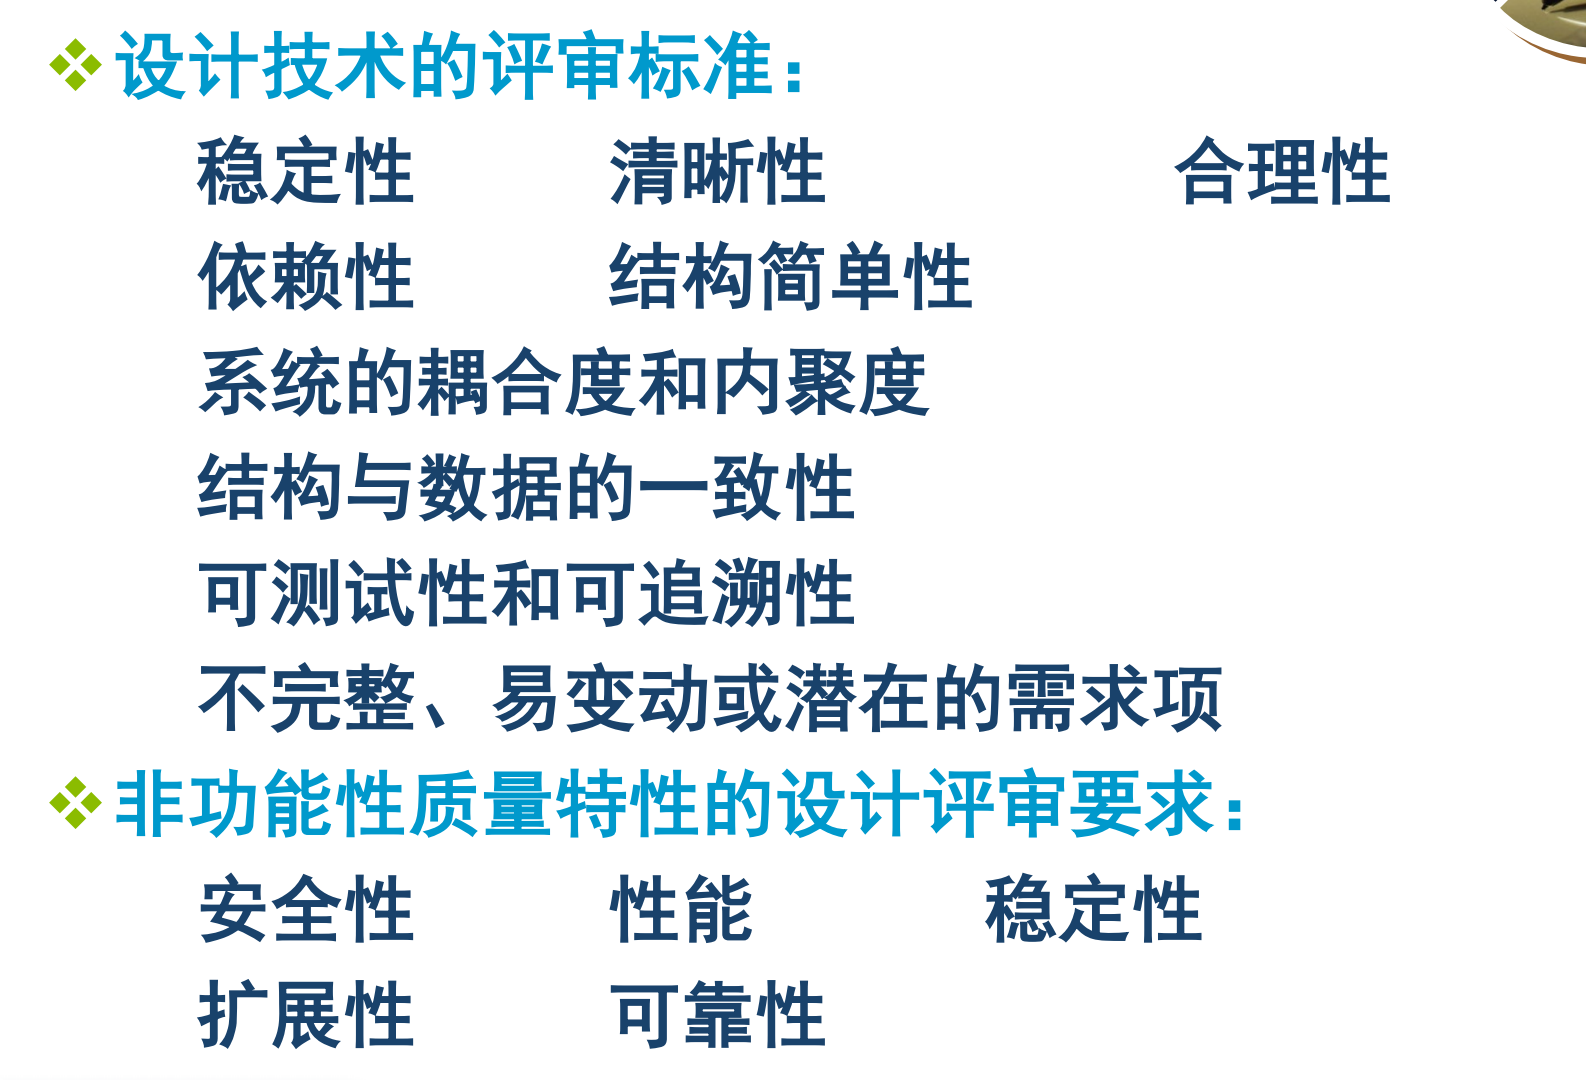 设计技术的评审标准：
稳定性 清晰性 合理性
依赖性 结构简单性
系统的耦合度和内聚度
结构与数据的一致性
可测试性和可追溯性
不完整、易变动或潜在的需求项
非功能性质量特性的设计评审要求：
安全性 性能 稳定性
扩展性 可靠性